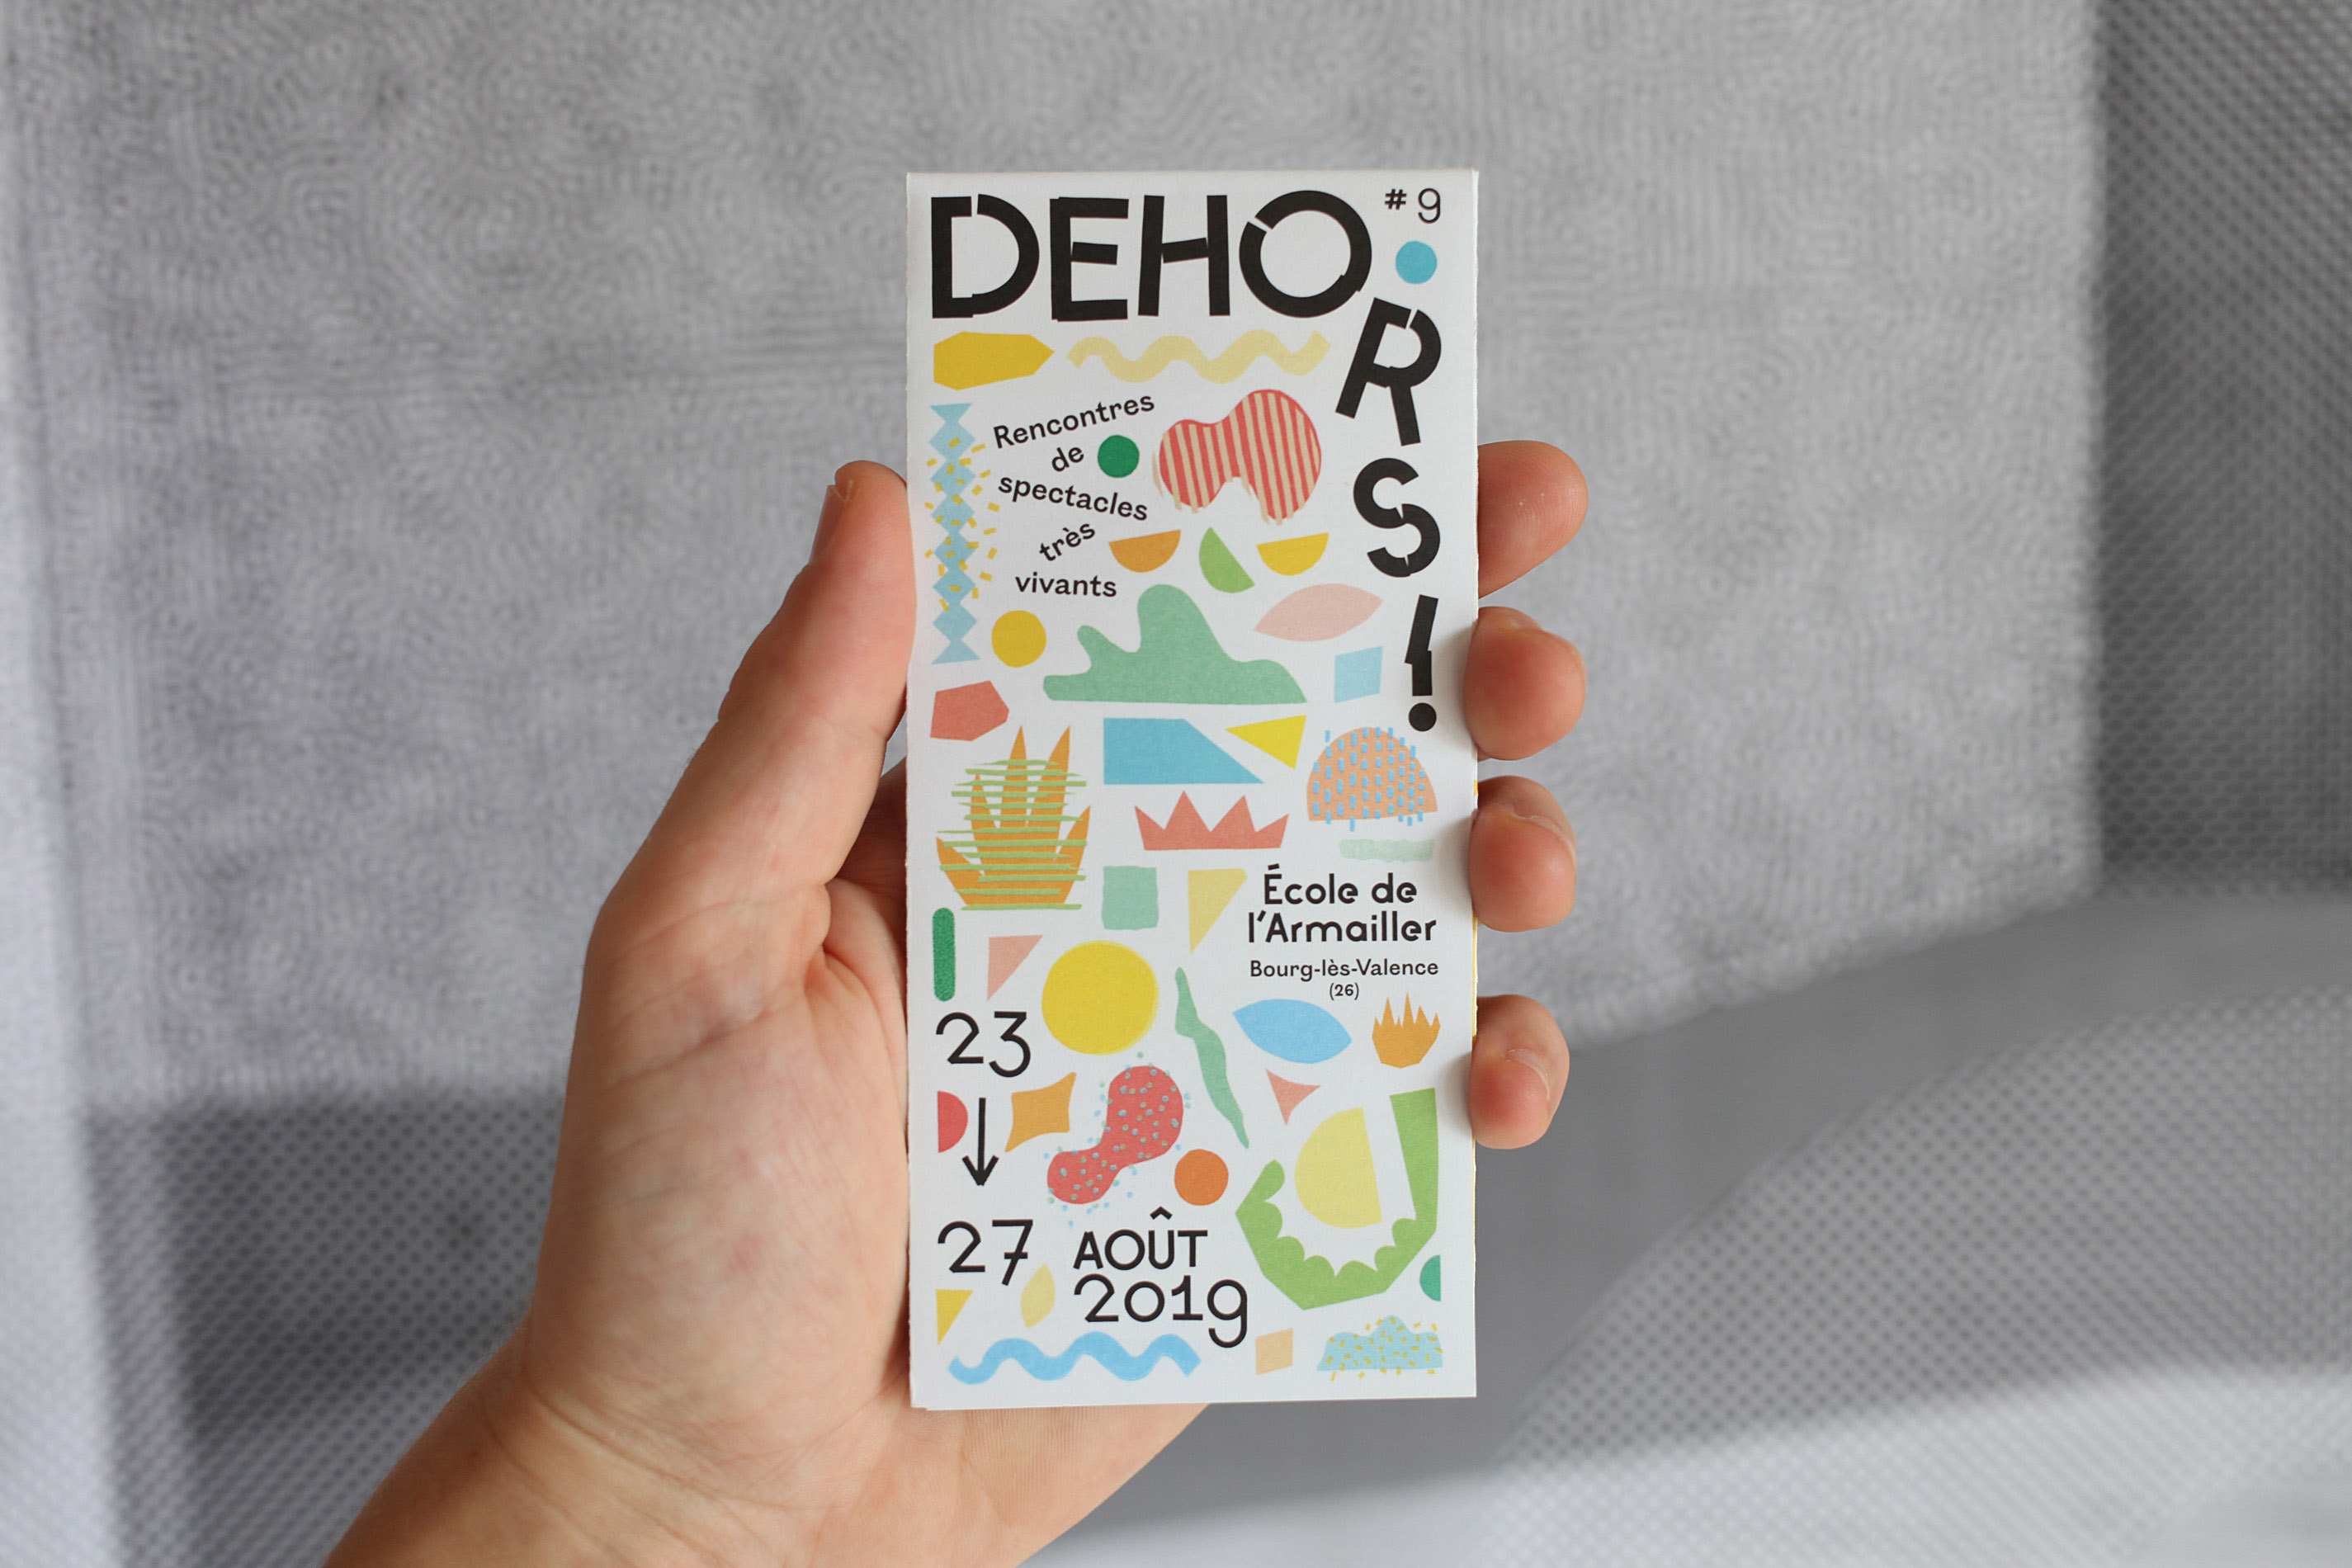 DEHORS !
#9
Rencontres
de
spectacles
très
vivants
École de
l'Armailler
Bourg-lès-Valence
(26)
23
↓
27 AOÛT
2019